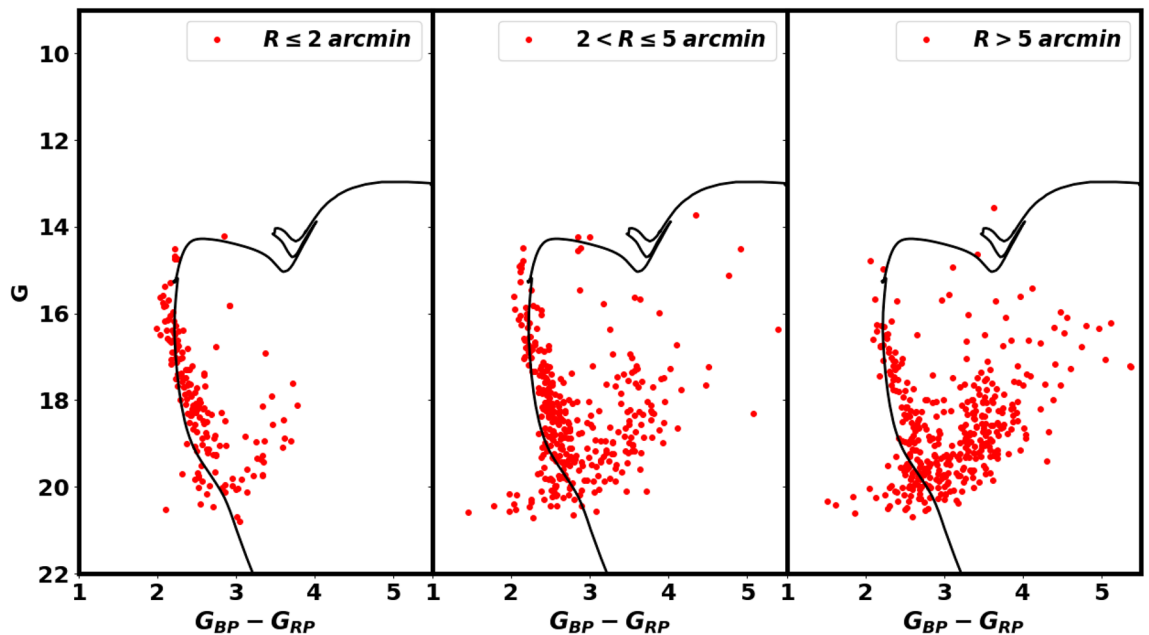 R ≤ 2 arcmin
2 < R ≤ 5 arcmin
R > 5 arcmin
10
12
14
16
18
20
22
G
1 2 3 4 5 1 2 3 4 5 1 2 3 4 5
G_BP − G_RP G_BP − G_RP G_BP − G_RP